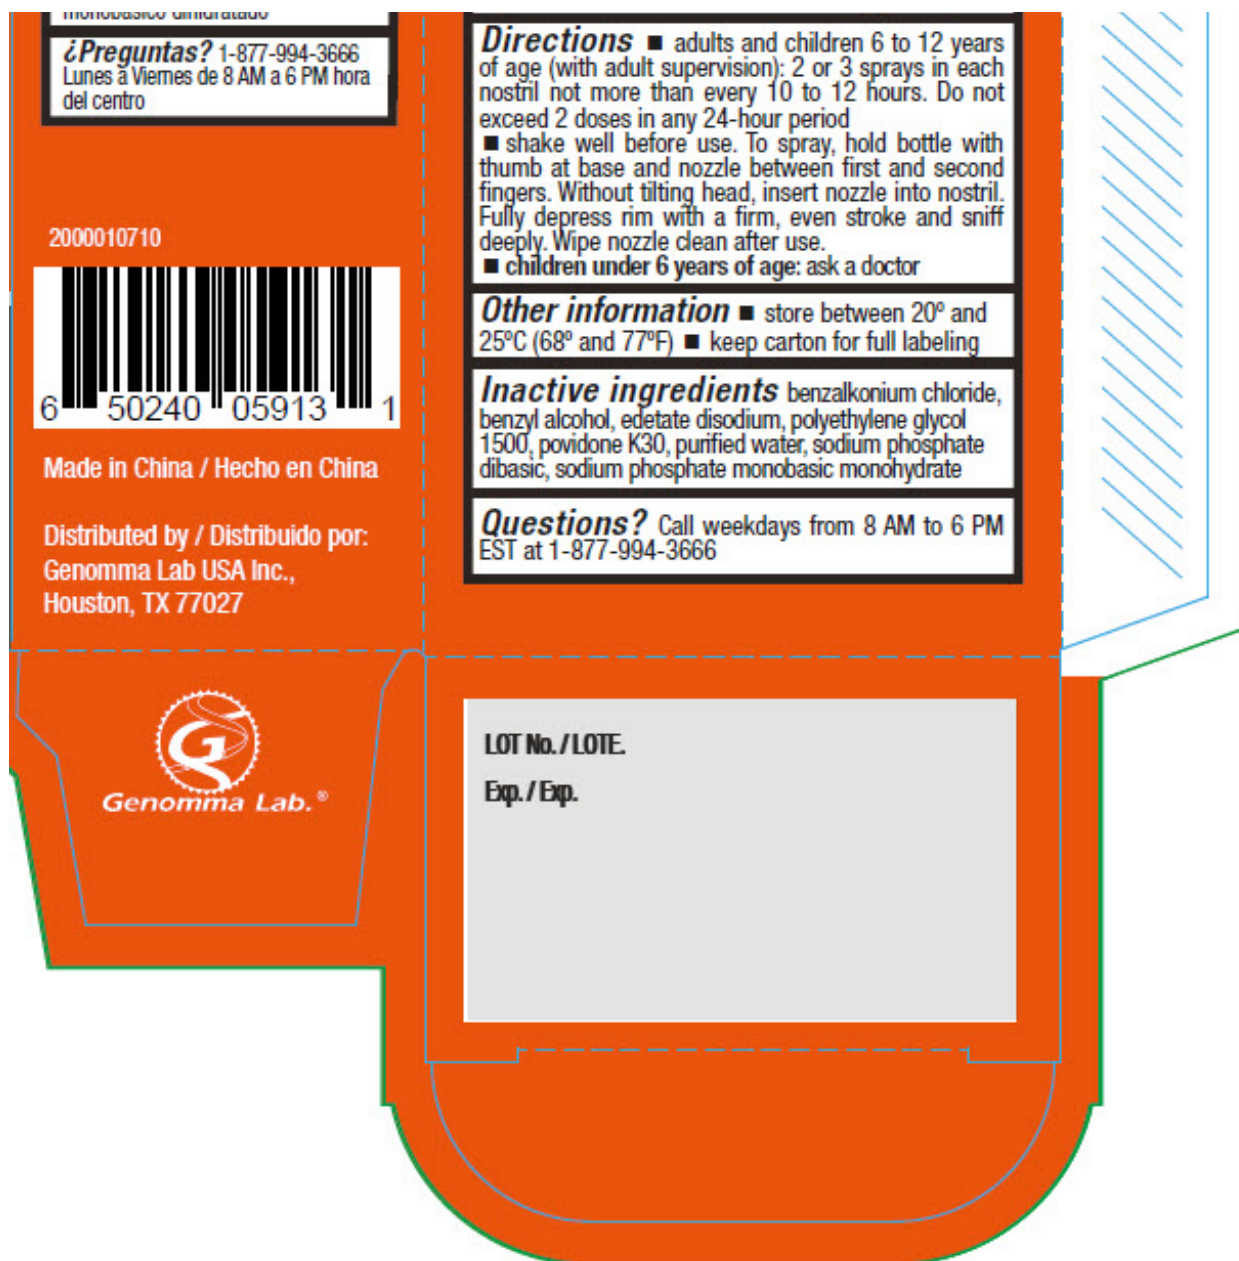 monobásico dihidratado
¿Preguntas? 1-877-994-3666
Lunes a Viernes de 8 AM a 6 PM hora
del centro
2000010710
6 50240 05913 1
Made in China / Hecho en China
Distributed by / Distribuido por:
Genomma Lab USA Inc.,
Houston, TX 77027
Genomma Lab.®
Directions ■ adults and children 6 to 12 years
of age (with adult supervision): 2 or 3 sprays in each
nostril not more than every 10 to 12 hours. Do not
exceed 2 doses in any 24-hour period
■ shake well before use. To spray, hold bottle with
thumb at base and nozzle between first and second
fingers. Without tilting head, insert nozzle into nostril.
Fully depress rim with a firm, even stroke and sniff
deeply. Wipe nozzle clean after use.
■ children under 6 years of age: ask a doctor
Other information ■ store between 20º and
25ºC (68º and 77ºF) ■ keep carton for full labeling
Inactive ingredients benzalkonium chloride,
benzyl alcohol, edetate disodium, polyethylene glycol
1500, povidone K30, purified water, sodium phosphate
dibasic, sodium phosphate monobasic monohydrate
Questions? Call weekdays from 8 AM to 6 PM
EST at 1-877-994-3666
LOT No. / LOTE.
Exp. / Exp.